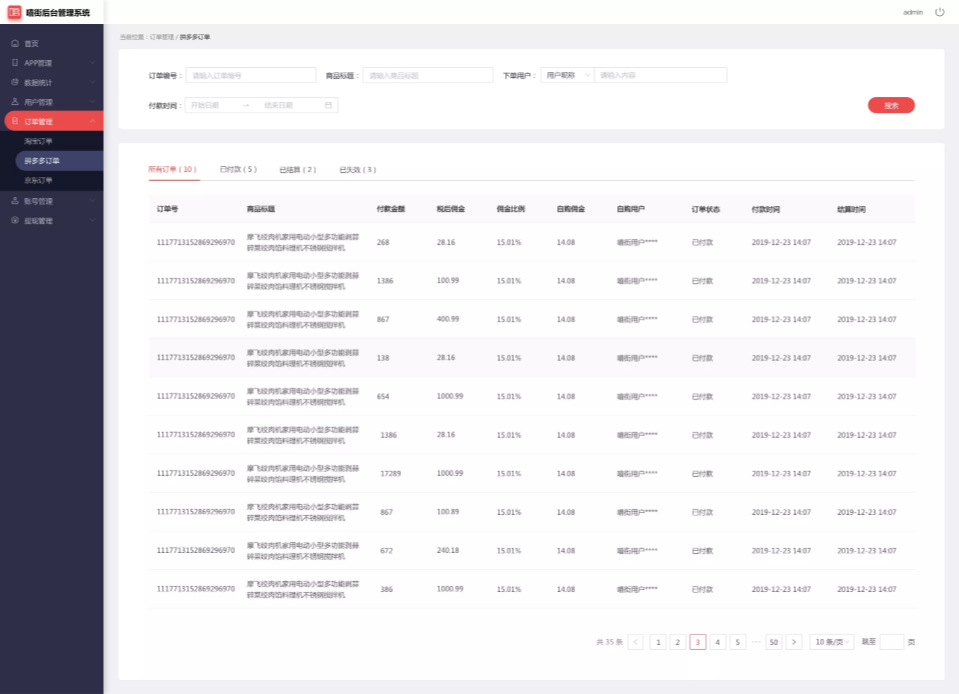 嘻街后台管理系统
admin
首页
APP管理
数据统计
用户管理
订单管理
淘宝订单
拼多多订单
京东订单
账号管理
提现管理
当前位置：订单管理 / 拼多多订单
订单编号： 请输入订单编号 商品标题： 请输入商品标题 下单用户： 用户昵称 请输入内容
付款时间： 开始日期 → 结束日期 搜索
所有订单（10） 已付款（5） 已结算（2） 已失效（3）
订单号 商品标题 付款金额 税后佣金 佣金比例 自购佣金 自购用户 订单状态 付款时间 结算时间
1117713152869296970 摩飞绞肉机家用电动小型多功能剥蒜 268 28.16 15.01% 14.08 嘻街用户**** 已付款 2019-12-23 14:07 2019-12-23 14:07
碎菜绞肉馅料理机不锈钢搅拌机
1117713152869296970 摩飞绞肉机家用电动小型多功能剥蒜 1386 100.99 15.01% 14.08 嘻街用户**** 已付款 2019-12-23 14:07 2019-12-23 14:07
碎菜绞肉馅料理机不锈钢搅拌机
1117713152869296970 摩飞绞肉机家用电动小型多功能剥蒜 867 400.99 15.01% 14.08 嘻街用户**** 已付款 2019-12-23 14:07 2019-12-23 14:07
碎菜绞肉馅料理机不锈钢搅拌机
1117713152869296970 摩飞绞肉机家用电动小型多功能剥蒜 138 28.16 15.01% 14.08 嘻街用户**** 已付款 2019-12-23 14:07 2019-12-23 14:07
碎菜绞肉馅料理机不锈钢搅拌机
1117713152869296970 摩飞绞肉机家用电动小型多功能剥蒜 654 1000.99 15.01% 14.08 嘻街用户**** 已付款 2019-12-23 14:07 2019-12-23 14:07
碎菜绞肉馅料理机不锈钢搅拌机
1117713152869296970 摩飞绞肉机家用电动小型多功能剥蒜 1386 28.16 15.01% 14.08 嘻街用户**** 已付款 2019-12-23 14:07 2019-12-23 14:07
碎菜绞肉馅料理机不锈钢搅拌机
1117713152869296970 摩飞绞肉机家用电动小型多功能剥蒜 17289 1000.99 15.01% 14.08 嘻街用户**** 已付款 2019-12-23 14:07 2019-12-23 14:07
碎菜绞肉馅料理机不锈钢搅拌机
1117713152869296970 摩飞绞肉机家用电动小型多功能剥蒜 867 100.89 15.01% 14.08 嘻街用户**** 已付款 2019-12-23 14:07 2019-12-23 14:07
碎菜绞肉馅料理机不锈钢搅拌机
1117713152869296970 摩飞绞肉机家用电动小型多功能剥蒜 672 240.18 15.01% 14.08 嘻街用户**** 已付款 2019-12-23 14:07 2019-12-23 14:07
碎菜绞肉馅料理机不锈钢搅拌机
1117713152869296970 摩飞绞肉机家用电动小型多功能剥蒜 386 1000.99 15.01% 14.08 嘻街用户**** 已付款 2019-12-23 14:07 2019-12-23 14:07
碎菜绞肉馅料理机不锈钢搅拌机
共 35 条 < 1 2 3 4 5 ··· 50 > 10 条/页 跳至 页